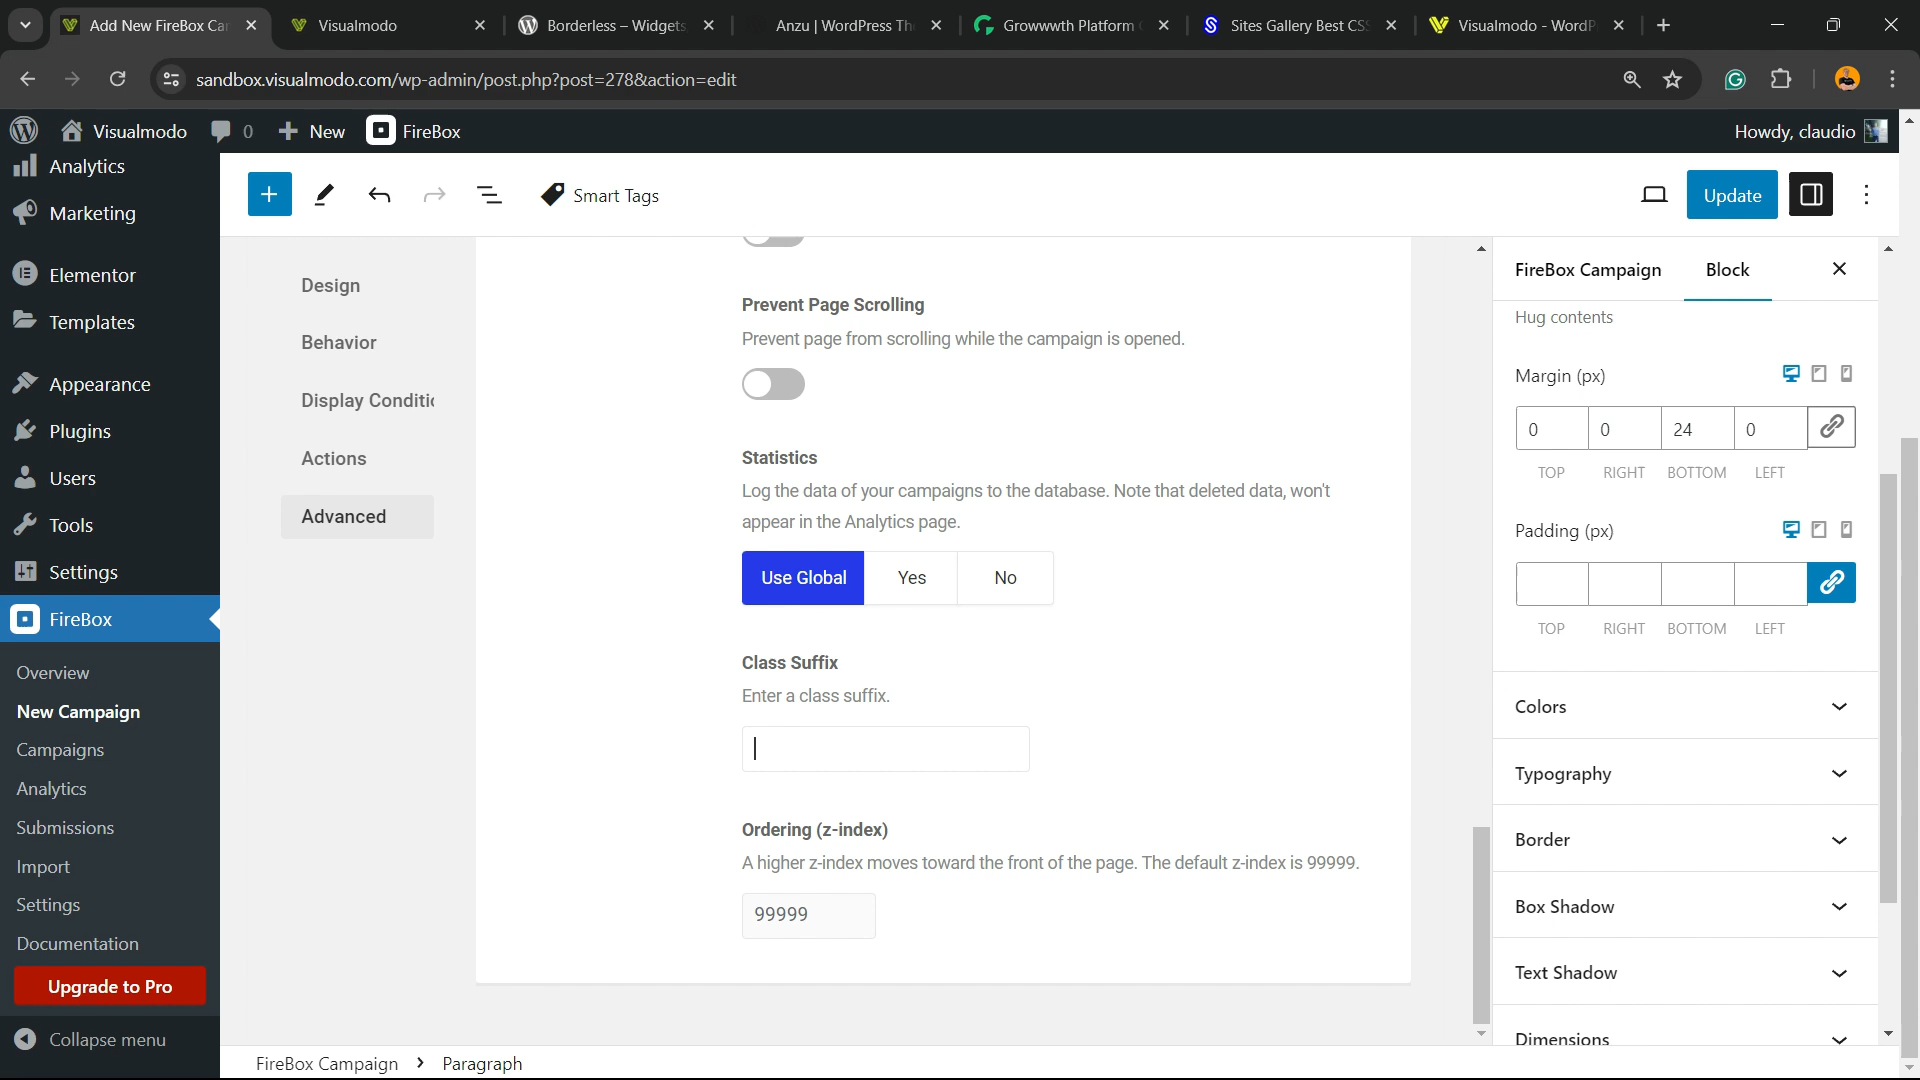 Add New FireBox Ca
Visualmodo
Borderless – Widgets
Anzu | WordPress Th
Growwwth Platform
Sites Gallery Best CSS
Visualmodo - WordP
sandbox.visualmodo.com/wp-admin/post.php?post=278&action=edit
Visualmodo
0
New
FireBox
Howdy, claudio
Analytics
Marketing
Elementor
Templates
Appearance
Plugins
Users
Tools
Settings
FireBox
Overview
New Campaign
Campaigns
Analytics
Submissions
Import
Settings
Documentation
Upgrade to Pro
Collapse menu
Smart Tags
Update
Design
Behavior
Display Conditio
Actions
Advanced
Prevent Page Scrolling
Prevent page from scrolling while the campaign is opened.
Statistics
Log the data of your campaigns to the database. Note that deleted data, won't
appear in the Analytics page.
Use Global Yes No
Class Suffix
Enter a class suffix.
Ordering (z-index)
A higher z-index moves toward the front of the page. The default z-index is 99999.
99999
FireBox Campaign Block
Hug contents
Margin (px)
0 0 24 0
TOP RIGHT BOTTOM LEFT
Padding (px)
TOP RIGHT BOTTOM LEFT
Colors
Typography
Border
Box Shadow
Text Shadow
Dimensions
FireBox Campaign > Paragraph